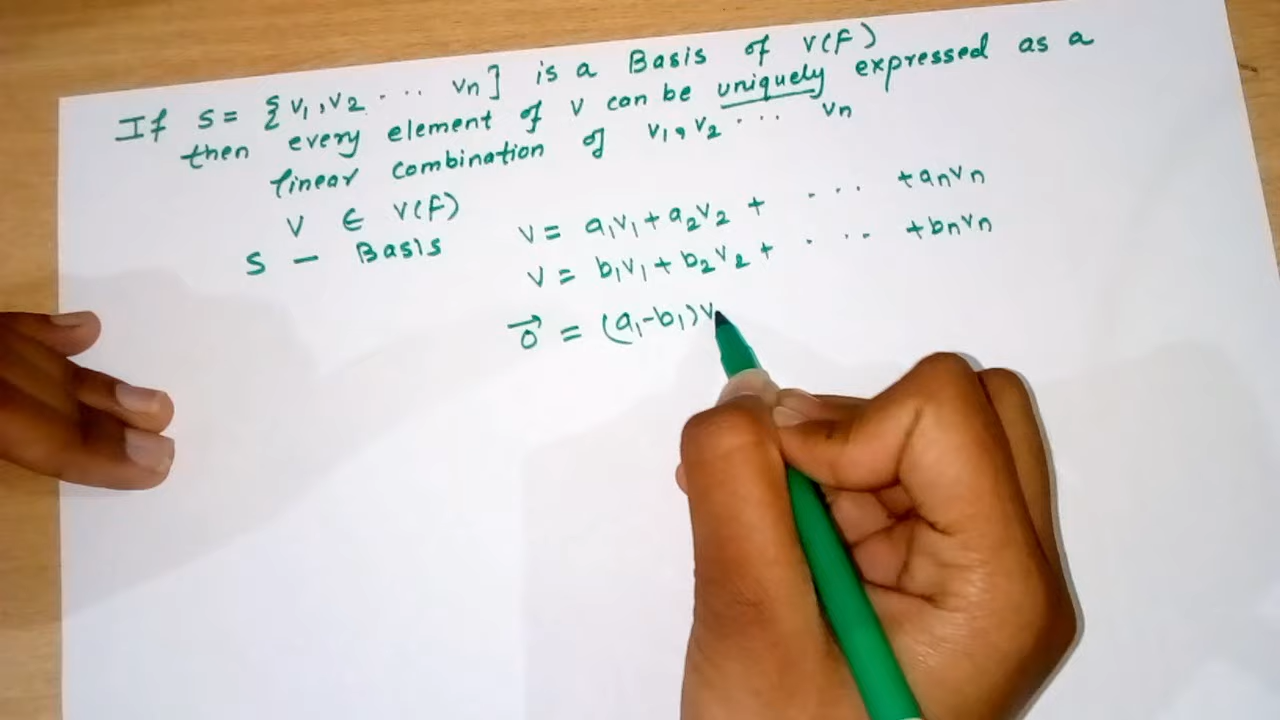 If S = { v1, v2 . . . . vn } is a Basis of V(F)
then every element of V can be uniquely expressed as a
linear combination of v1, v2 . . . vn
V ∈ V(F)
S — Basis
V = a1v1 + a2v2 + . . . . + anvn
V = b1v1 + b2v2 + . . . . + bnvn
0⃗ = (a1-b1)v